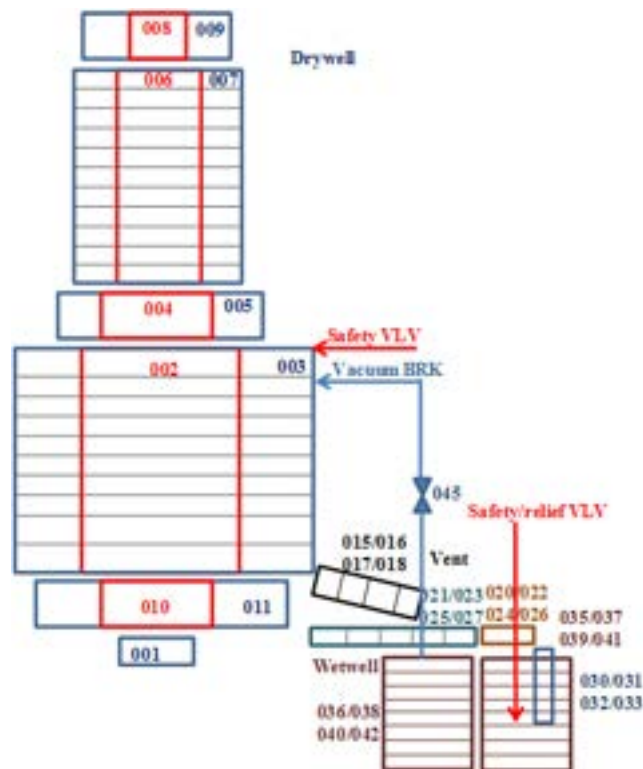 008 009
Drywell
006 007
004 005
Safety VLV
002 003 Vacuum BRK
045
Safety/relief VLV
015/016
017/018 Vent
021/023 020/022
025/027 024/026 035/037
039/041
010 011
001
Wetwell
030/031
032/033
036/038
040/042